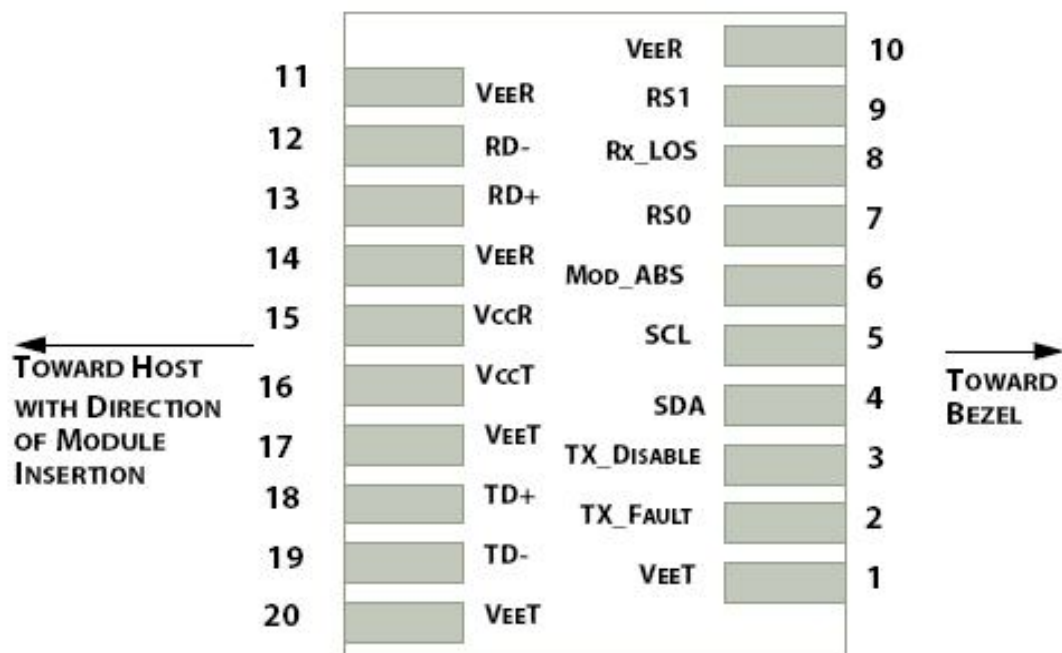 11 VEER
12 RD-
13 RD+
14 VEER
15 VCCR
16 VCCT
17 VEET
18 TD+
19 TD-
20 VEET
VEER 10
RS1 9
RX_LOS 8
RS0 7
MOD_ABS 6
SCL 5
SDA 4
TX_DISABLE 3
TX_FAULT 2
VEET 1
TOWARD HOST
WITH DIRECTION
OF MODULE
INSERTION
TOWARD
BEZEL